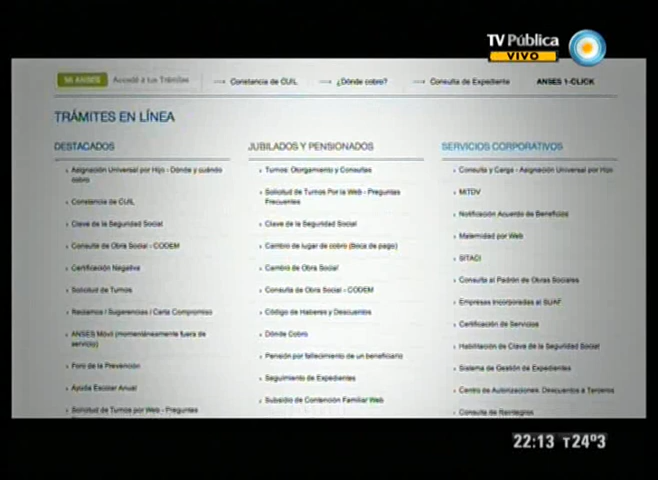 TV Pública
VIVO
MI ANSES
Accedé a tus Trámites
Constancia de CUIL
¿Dónde cobro?
Consulta de Expediente
ANSES 1-CLICK
TRÁMITES EN LÍNEA
DESTACADOS
Asignación Universal por Hijo - Dónde y cuándo
cobro
Constancia de CUIL
Clave de la Seguridad Social
Consulta de Obra Social - CODEM
Certificación Negativa
Solicitud de Turnos
Reclamos / Sugerencias / Carta Compromiso
ANSES Móvil (momentáneamente fuera de
servicio)
Foro de la Prevención
Ayuda Escolar Anual
Solicitud de Turnos por Web - Preguntas
JUBILADOS Y PENSIONADOS
Turnos: Otorgamiento y Consultas
Solicitud de Turnos Por la Web - Preguntas
Frecuentes
Clave de la Seguridad Social
Cambio de lugar de cobro (Boca de pago)
Cambio de Obra Social
Consulta de Obra Social - CODEM
Código de Haberes y Descuentos
Dónde Cobro
Pensión por fallecimiento de un beneficiario
Seguimiento de Expedientes
Subsidio de Contención Familiar Web
SERVICIOS CORPORATIVOS
Consulta y Carga - Asignación Universal por Hijo
MiTDV
Notificación Acuerdo de Beneficios
Maternidad por Web
SITACI
Consulta al Padrón de Obras Sociales
Empresas Incorporadas al SUAF
Certificación de Servicios
Habilitación de Clave de la Seguridad Social
Sistema de Gestión de Expedientes
Centro de Autorizaciones: Descuentos a Terceros
Consulta de Reintegros
22:13 T24º3